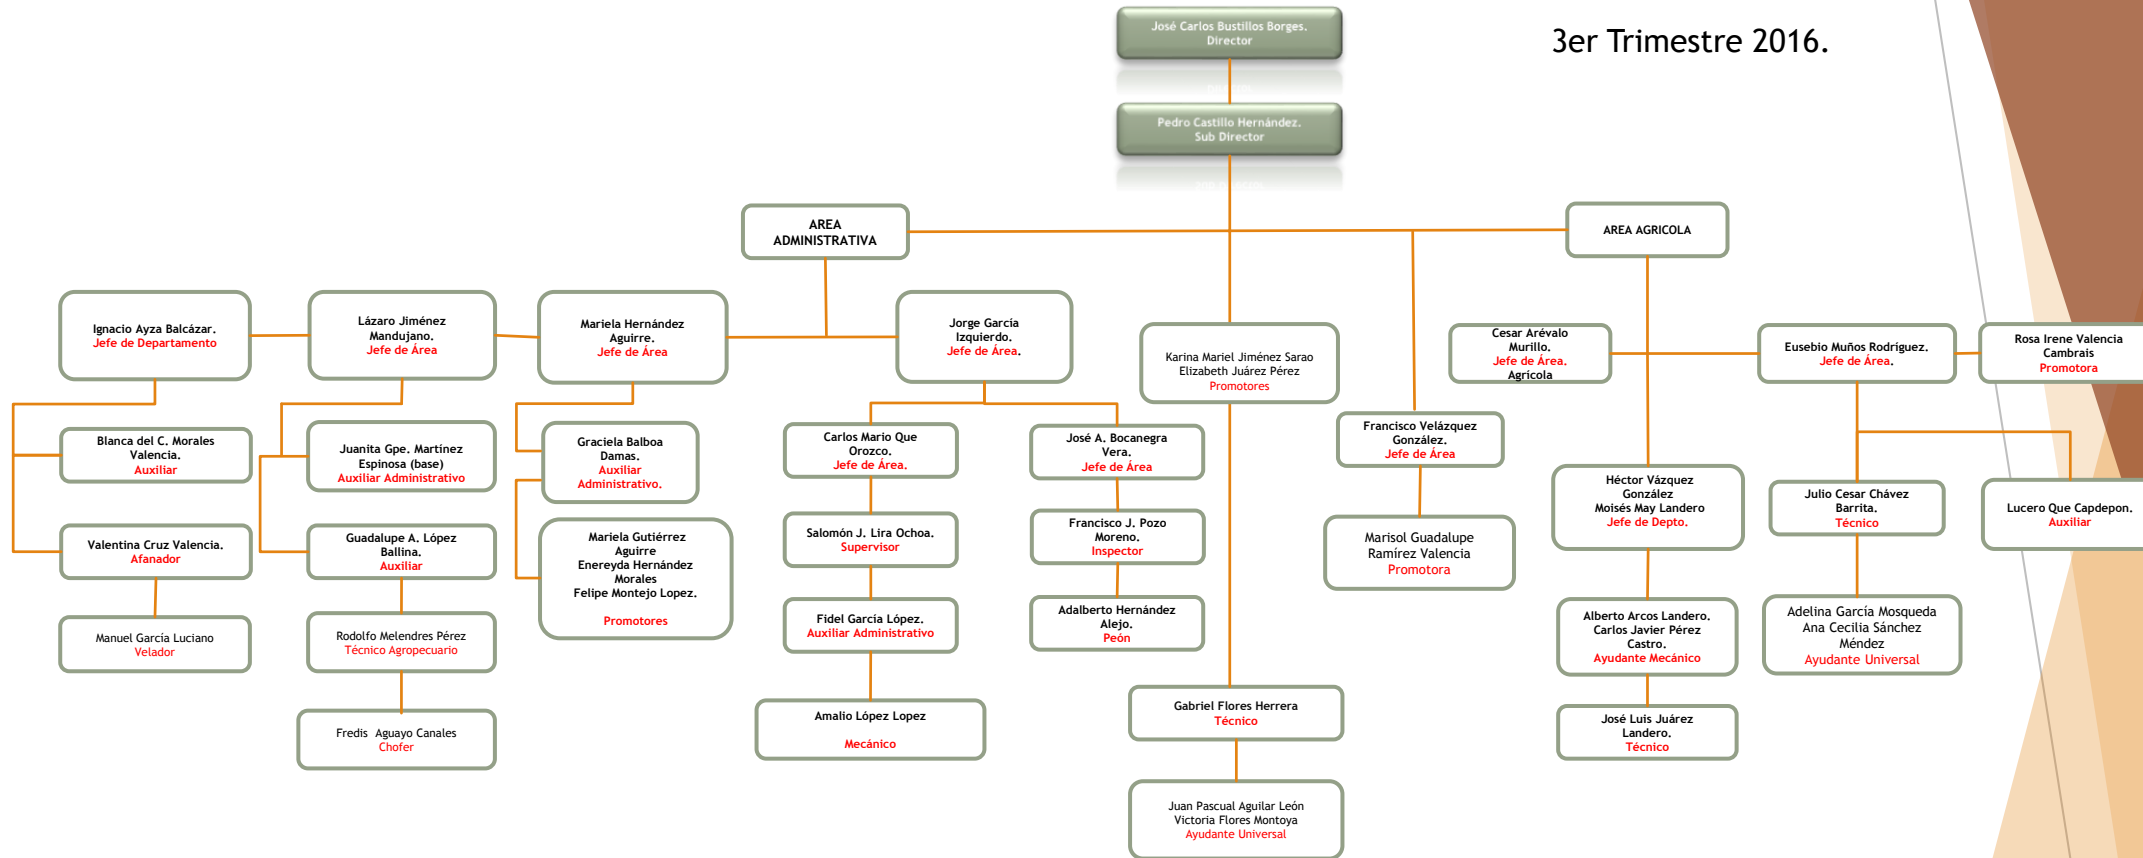 José Carlos Bustillos Borges.
Director
3er Trimestre 2016.
Pedro Castillo Hernández.
Sub Director
AREA
ADMINISTRATIVA
AREA AGRICOLA
Ignacio Ayza Balcázar.
Jefe de Departamento
Lázaro Jiménez
Mandujano.
Jefe de Área
Mariela Hernández
Aguirre.
Jefe de Área
Jorge García
Izquierdo.
Jefe de Área.
Karina Mariel Jiménez Sarao
Elizabeth Juárez Pérez
Promotores
Cesar Arévalo
Murillo.
Jefe de Área.
Agrícola
Eusebio Muños Rodríguez.
Jefe de Área.
Rosa Irene Valencia
Cambrais
Promotora
Blanca del C. Morales
Valencia.
Auxiliar
Juanita Gpe. Martínez
Espinosa (base)
Auxiliar Administrativo
Graciela Balboa
Damas.
Auxiliar
Administrativo.
Carlos Mario Que
Orozco.
Jefe de Área.
José A. Bocanegra
Vera.
Jefe de Área
Francisco Velázquez
González.
Jefe de Área
Héctor Vázquez
González
Moisés May Landero
Jefe de Depto.
Julio Cesar Chávez
Barrita.
Técnico
Lucero Que Capdepon.
Auxiliar
Valentina Cruz Valencia.
Afanador
Guadalupe A. López
Ballina.
Auxiliar
Mariela Gutiérrez
Aguirre
Enereyda Hernández
Morales
Felipe Montejo Lopez.
Promotores
Salomón J. Lira Ochoa.
Supervisor
Francisco J. Pozo
Moreno.
Inspector
Marisol Guadalupe
Ramírez Valencia
Promotora
Manuel García Luciano
Velador
Rodolfo Melendres Pérez
Técnico Agropecuario
Fidel García López.
Auxiliar Administrativo
Adalberto Hernández
Alejo.
Peón
Alberto Arcos Landero.
Carlos Javier Pérez
Castro.
Ayudante Mecánico
Adelina García Mosqueda
Ana Cecilia Sánchez
Méndez
Ayudante Universal
Fredis  Aguayo Canales
Chofer
Amalio López Lopez
Mecánico
Gabriel Flores Herrera
Técnico
José Luis Juárez
Landero.
Técnico
Juan Pascual Aguilar León
Victoria Flores Montoya
Ayudante Universal